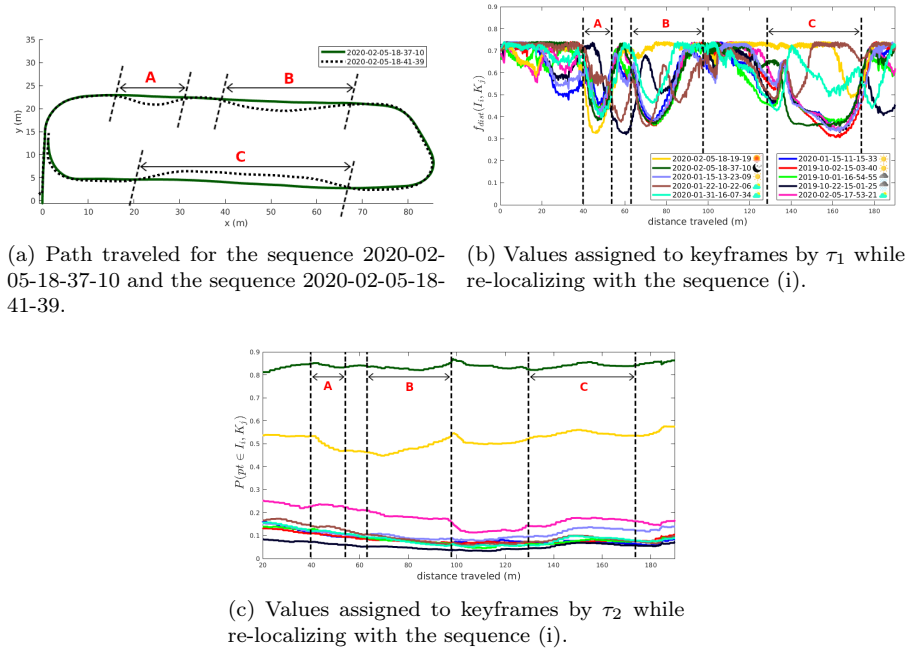 2020-02-05-18-37-10
2020-02-05-18-41-39
A
B
C
y (m)
35
30
25
20
15
10
5
0
0 10 20 30 40 50 60 70 80
x (m)
(a) Path traveled for the sequence 2020-02-
05-18-37-10 and the sequence 2020-02-05-18-
41-39.
A
B
C
f_dist(I_i, K_j)
0.9
0.8
0.7
0.6
0.5
0.4
0.3
0.2
0.1
0
2020-02-05-18-19-19
2020-02-05-18-37-10
2020-01-15-13-23-09
2020-01-22-10-22-06
2020-01-31-16-07-34
2020-01-15-11-15-33
2019-10-02-15-03-40
2019-10-01-16-54-55
2019-10-22-15-01-25
2020-02-05-17-53-21
0 20 40 60 80 100 120 140 160 180
distance traveled (m)
(b) Values assigned to keyframes by τ1 while
re-localizing with the sequence (i).
A
B
C
P(pt ∈ I_i, K_j)
0.9
0.8
0.7
0.6
0.5
0.4
0.3
0.2
0.1
0
20 40 60 80 100 120 140 160 180
distance traveled (m)
(c) Values assigned to keyframes by τ2 while
re-localizing with the sequence (i).